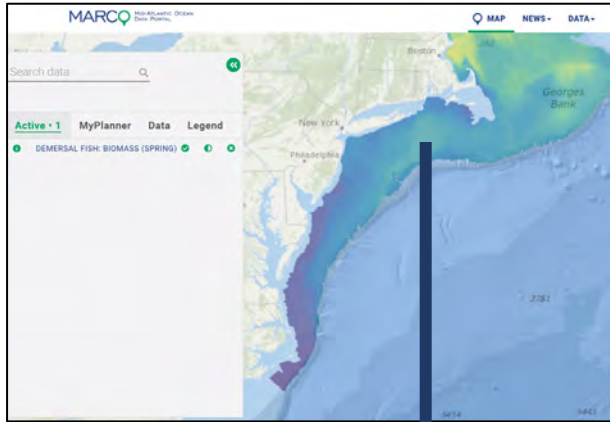 MARCO MID-ATLANTIC OCEAN
DATA PORTAL
MAP NEWS DATA
Search data
Active • 1 MyPlanner Data Legend
DEMERSAL FISH: BIOMASS (SPRING)
Boston
Georges
Bank
New York
Philadelphia